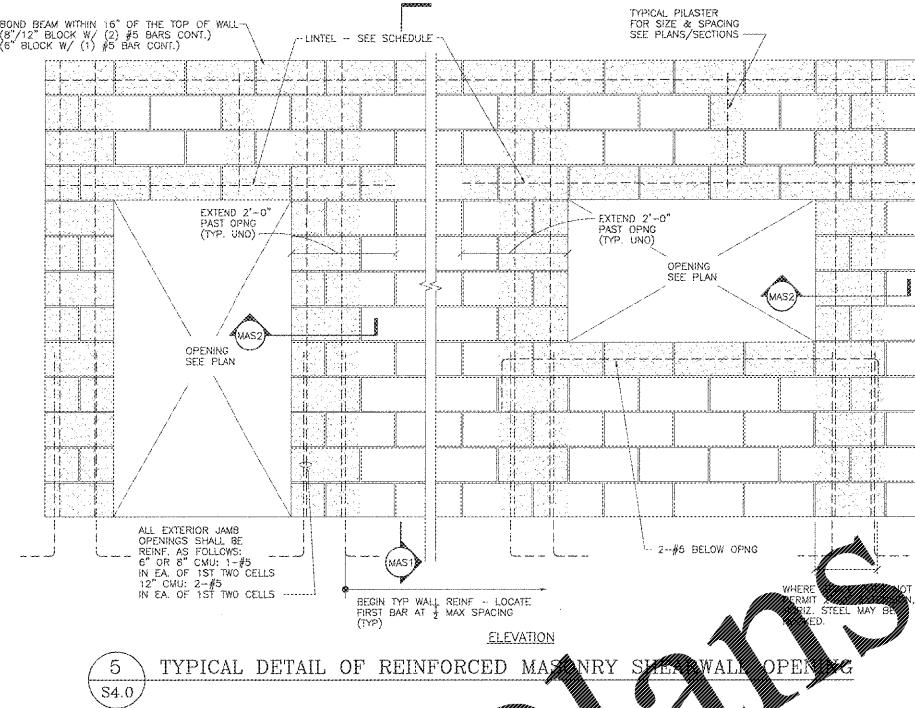 BOND BEAM WITHIN 16" OF THE TOP OF WALL
(8"/12" BLOCK W/ (2) #5 BARS CONT.)
(6" BLOCK W/ (1) #5 BAR CONT.)
LINTEL - SEE SCHEDULE
TYPICAL PILASTER
FOR SIZE & SPACING
SEE PLANS/SECTIONS
EXTEND 2'-0"
PAST OPNG
(TYP. UNO)
EXTEND 2'-0"
PAST OPNG
(TYP. UNO)
OPENING
SEE PLAN
MAS2
MAS2
OPENING
SEE PLAN
ALL EXTERIOR JAMB
OPENINGS SHALL BE
REINF. AS FOLLOWS:
6" OR 8" CMU: 1-#5
IN EA. OF 1ST TWO CELLS
12" CMU: 2-#5
IN EA. OF 1ST TWO CELLS
MAS1
2-#5 BELOW OPNG
BEGIN TYP WALL REINF - LOCATE
FIRST BAR AT ½ MAX SPACING
(TYP)
WHERE NOT
PERMIT
HORIZ. STEEL MAY BE
HOOKED.
ELEVATION
5
S4.0
TYPICAL DETAIL OF REINFORCED MASONRY SHEARWALL OPENING
plans